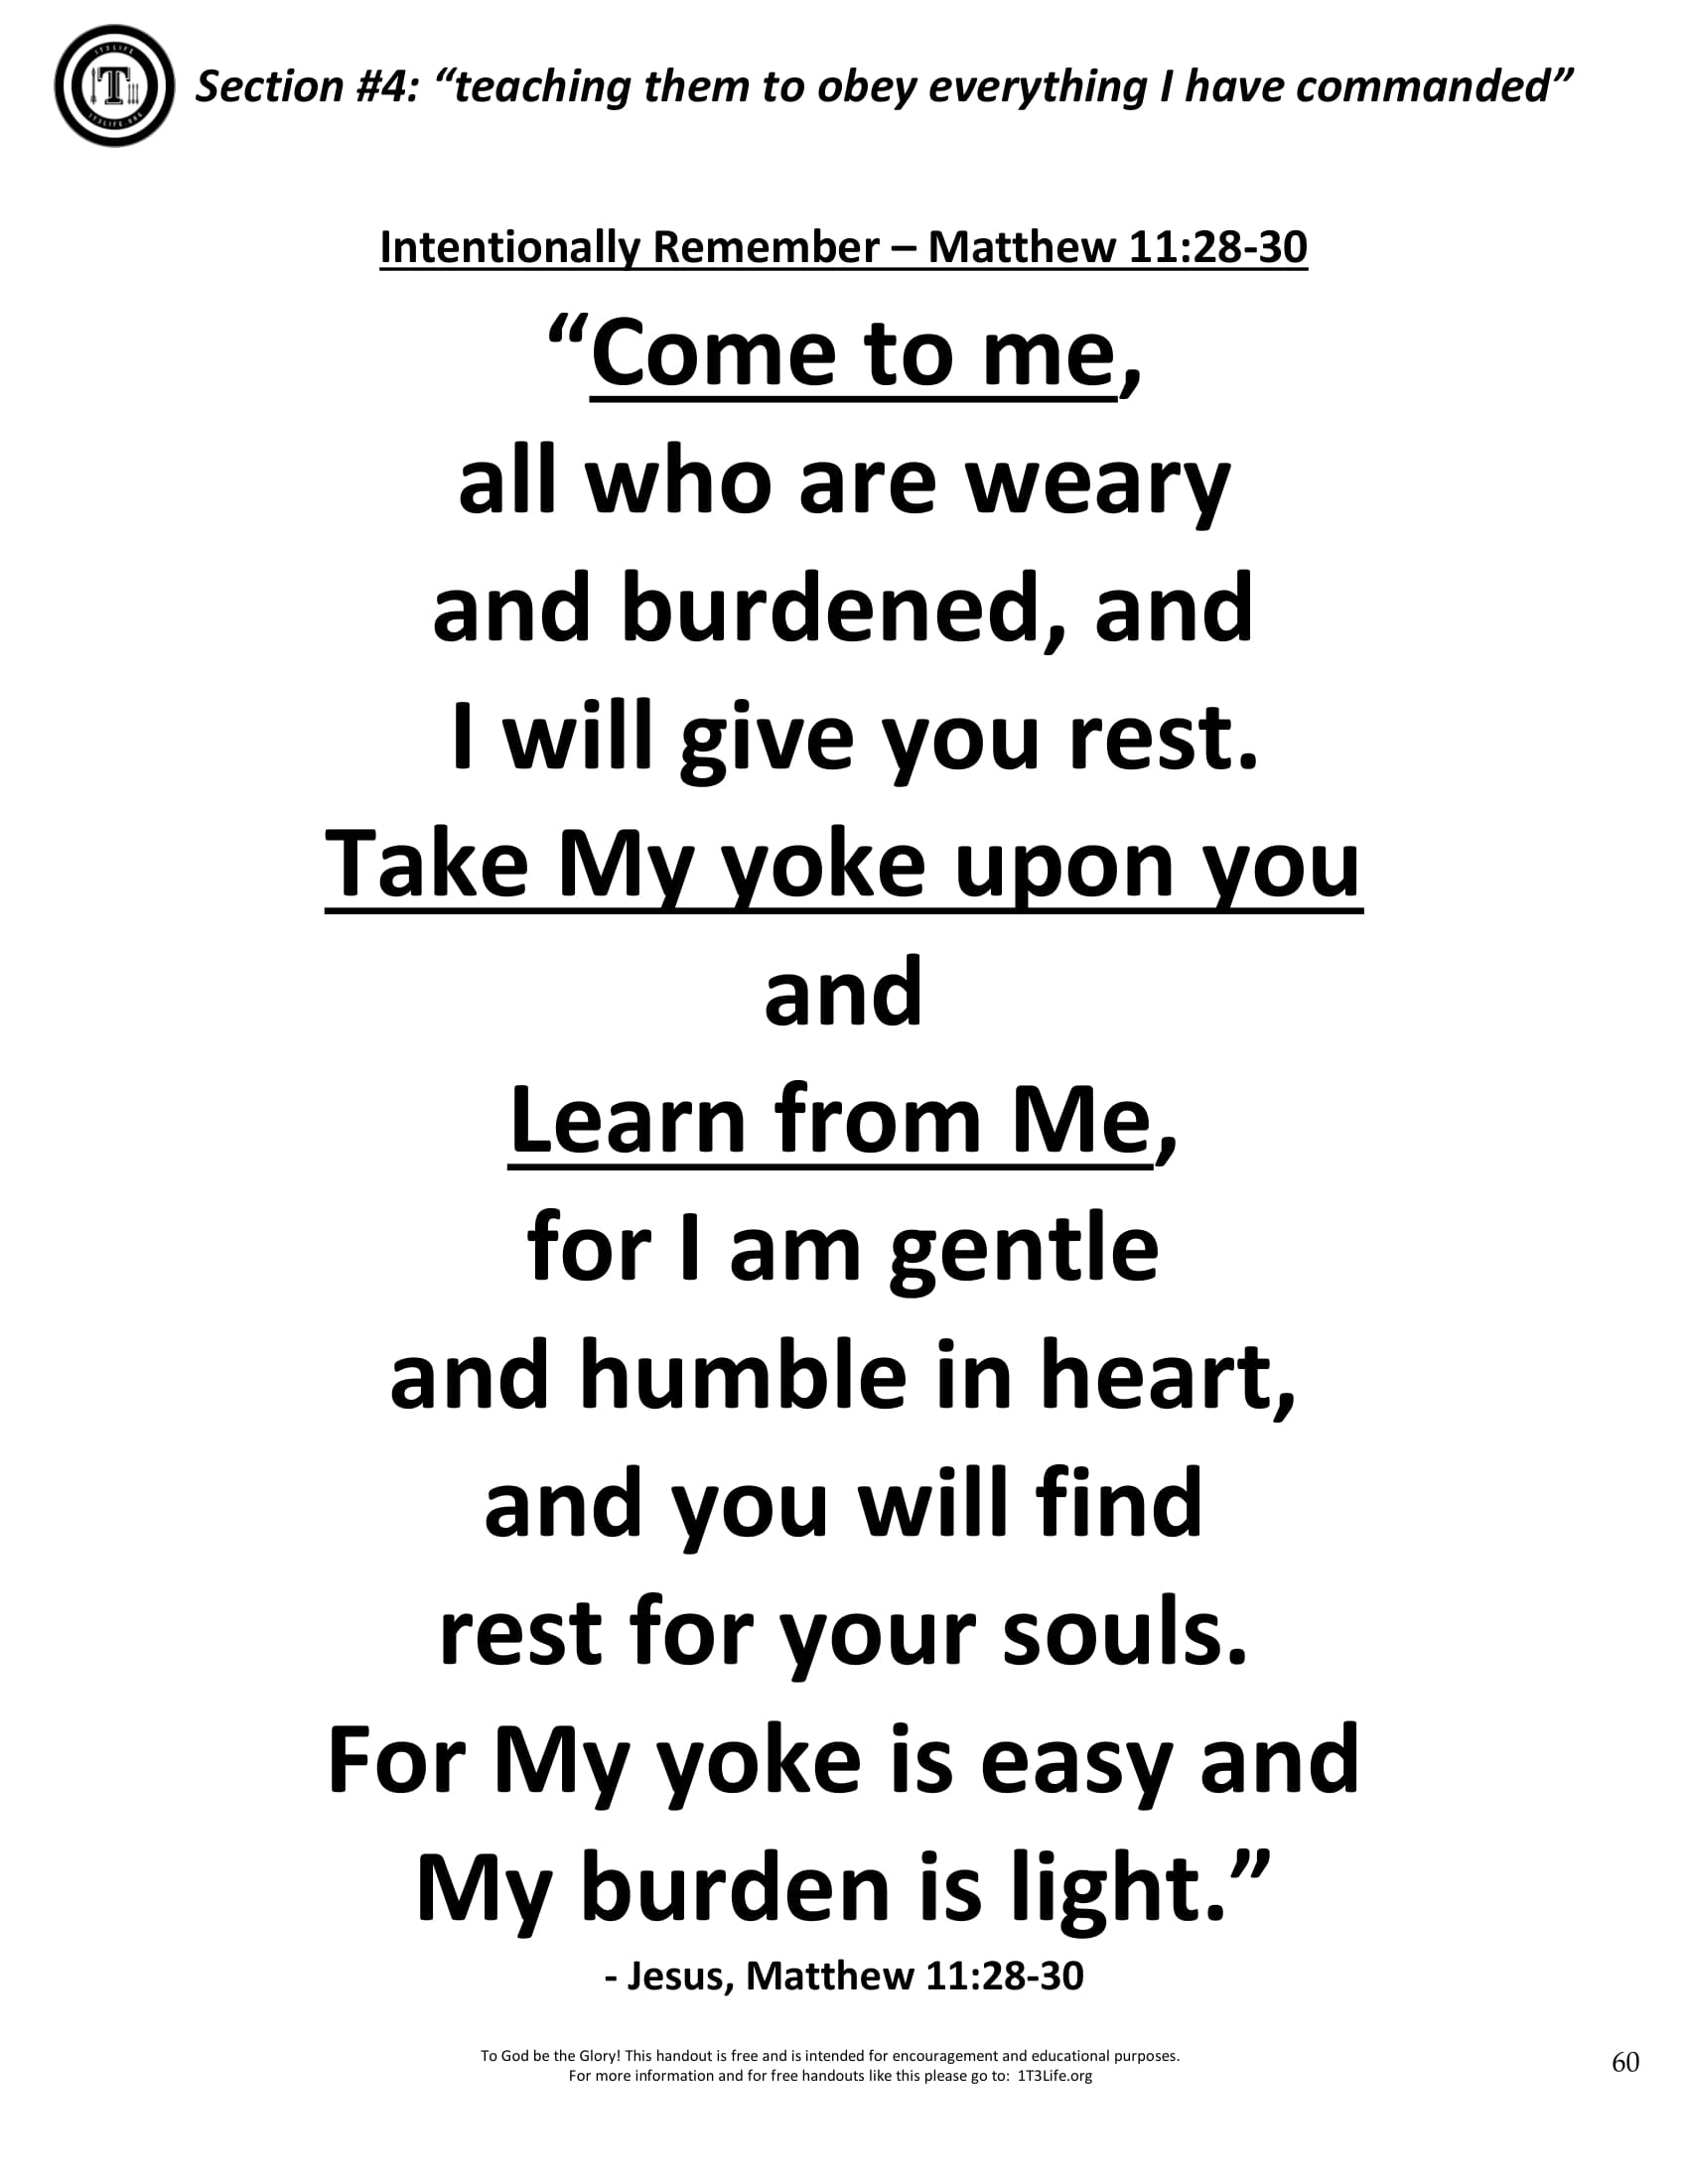 1T3LIFE
T
1T3LIFE.ORG
Section #4: “teaching them to obey everything I have commanded”
Intentionally Remember – Matthew 11:28-30
“Come to me,
all who are weary
and burdened, and
I will give you rest.
Take My yoke upon you
and
Learn from Me,
for I am gentle
and humble in heart,
and you will find
rest for your souls.
For My yoke is easy and
My burden is light.”
- Jesus, Matthew 11:28-30
To God be the Glory! This handout is free and is intended for encouragement and educational purposes.
For more information and for free handouts like this please go to:  1T3Life.org
60